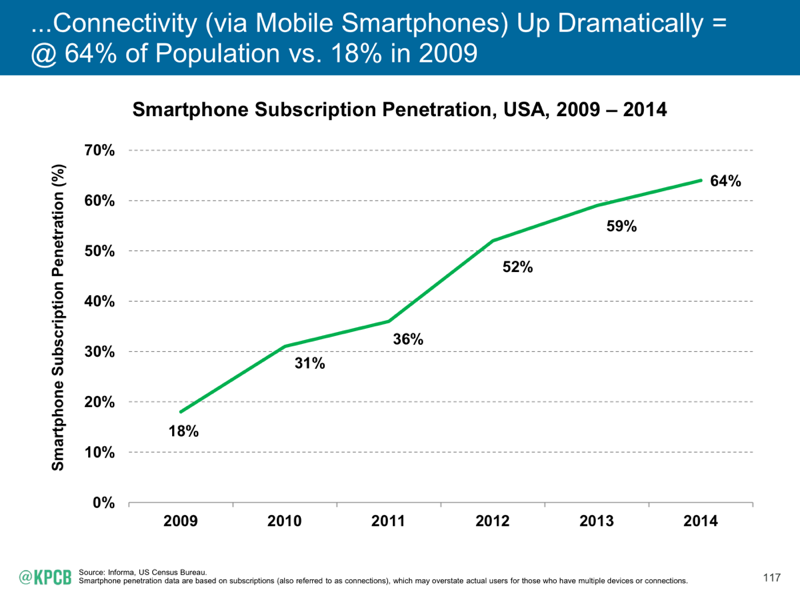 ...Connectivity (via Mobile Smartphones) Up Dramatically =
@ 64% of Population vs. 18% in 2009
Smartphone Subscription Penetration, USA, 2009 – 2014
Smartphone Subscription Penetration (%)
70%
60%
50%
40%
30%
20%
10%
0%
18%
31%
36%
52%
59%
64%
2009 2010 2011 2012 2013 2014
@KPCB
Source: Informa, US Census Bureau.
Smartphone penetration data are based on subscriptions (also referred to as connections), which may overstate actual users for those who have multiple devices or connections.
117